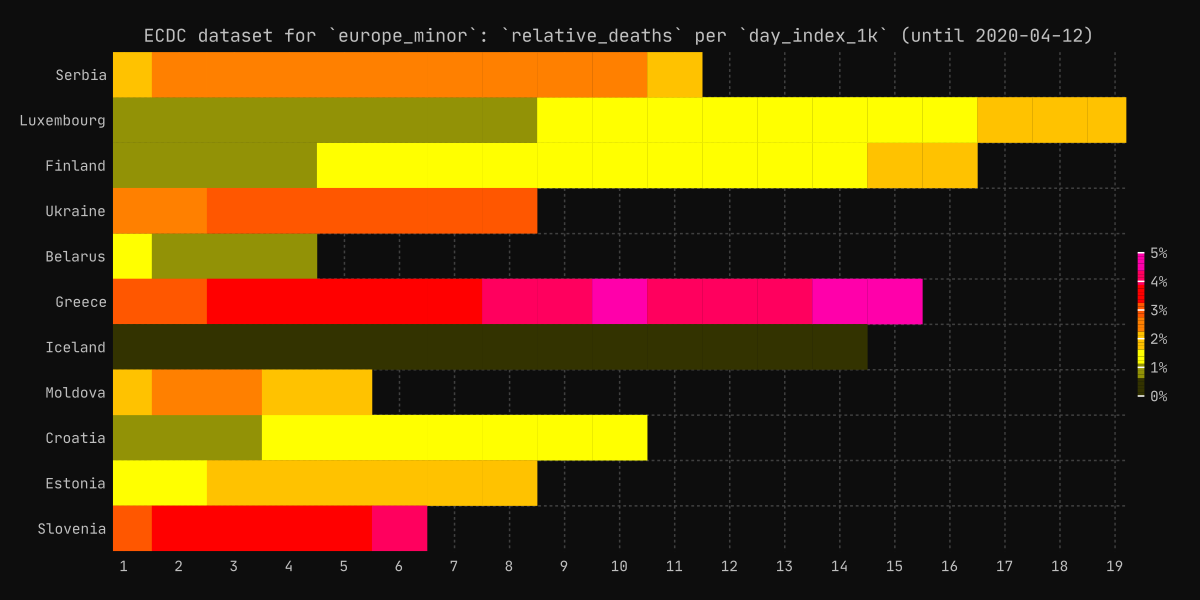 ECDC dataset for `europe_minor`: `relative_deaths` per `day_index_1k` (until 2020-04-12)
Serbia
Luxembourg
Finland
Ukraine
Belarus
Greece
Iceland
Moldova
Croatia
Estonia
Slovenia
5%
4%
3%
2%
1%
0%
1 2 3 4 5 6 7 8 9 10 11 12 13 14 15 16 17 18 19